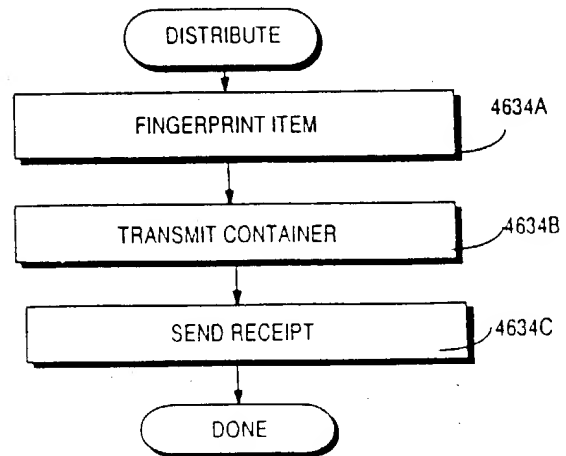 DISTRIBUTE
FINGERPRINT ITEM
4634A
TRANSMIT CONTAINER
4634B
SEND RECEIPT
4634C
DONE